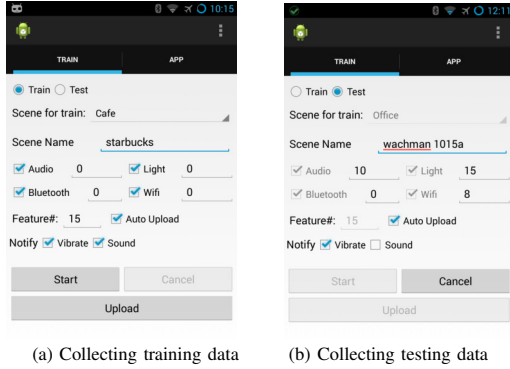 10:15
TRAIN APP
Train Test
Scene for train: Cafe
Scene Name starbucks
Audio 0 Light 0
Bluetooth 0 Wifi 0
Feature#: 15 Auto Upload
Notify Vibrate Sound
Start Cancel
Upload
(a) Collecting training data
12:11
TRAIN APP
Train Test
Scene for train: Office
Scene Name wachman 1015a
Audio 10 Light 15
Bluetooth 0 Wifi 8
Feature#: 15 Auto Upload
Notify Vibrate Sound
Start Cancel
Upload
(b) Collecting testing data